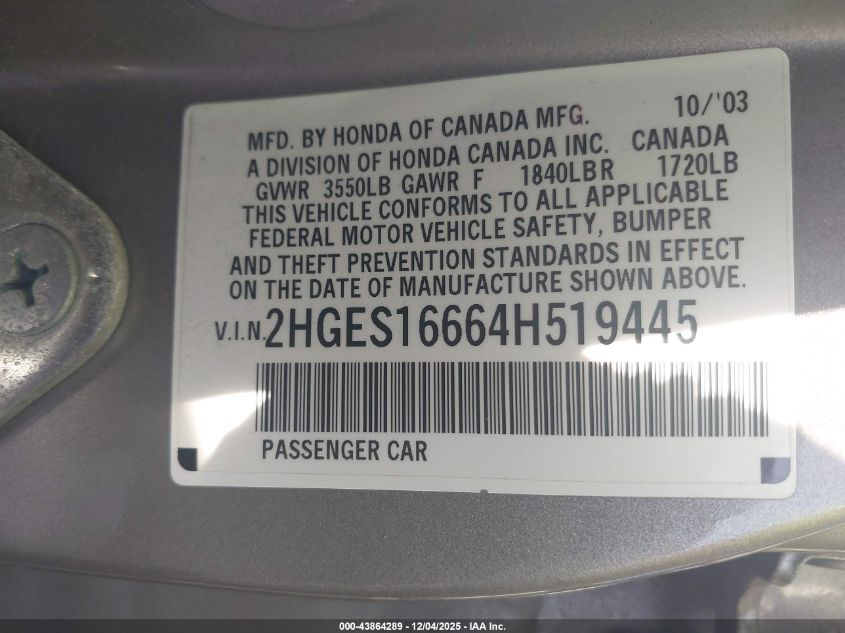 10/'03
MFD. BY HONDA OF CANADA MFG.
A DIVISION OF HONDA CANADA INC. CANADA
GVWR 3550LB GAWR F 1840LB R 1720LB
THIS VEHICLE CONFORMS TO ALL APPLICABLE
FEDERAL MOTOR VEHICLE SAFETY, BUMPER
AND THEFT PREVENTION STANDARDS IN EFFECT
ON THE DATE OF MANUFACTURE SHOWN ABOVE.
V.I.N. 2HGES16664H519445
PASSENGER CAR
000-43864289 - 12/04/2025 - IAA Inc.